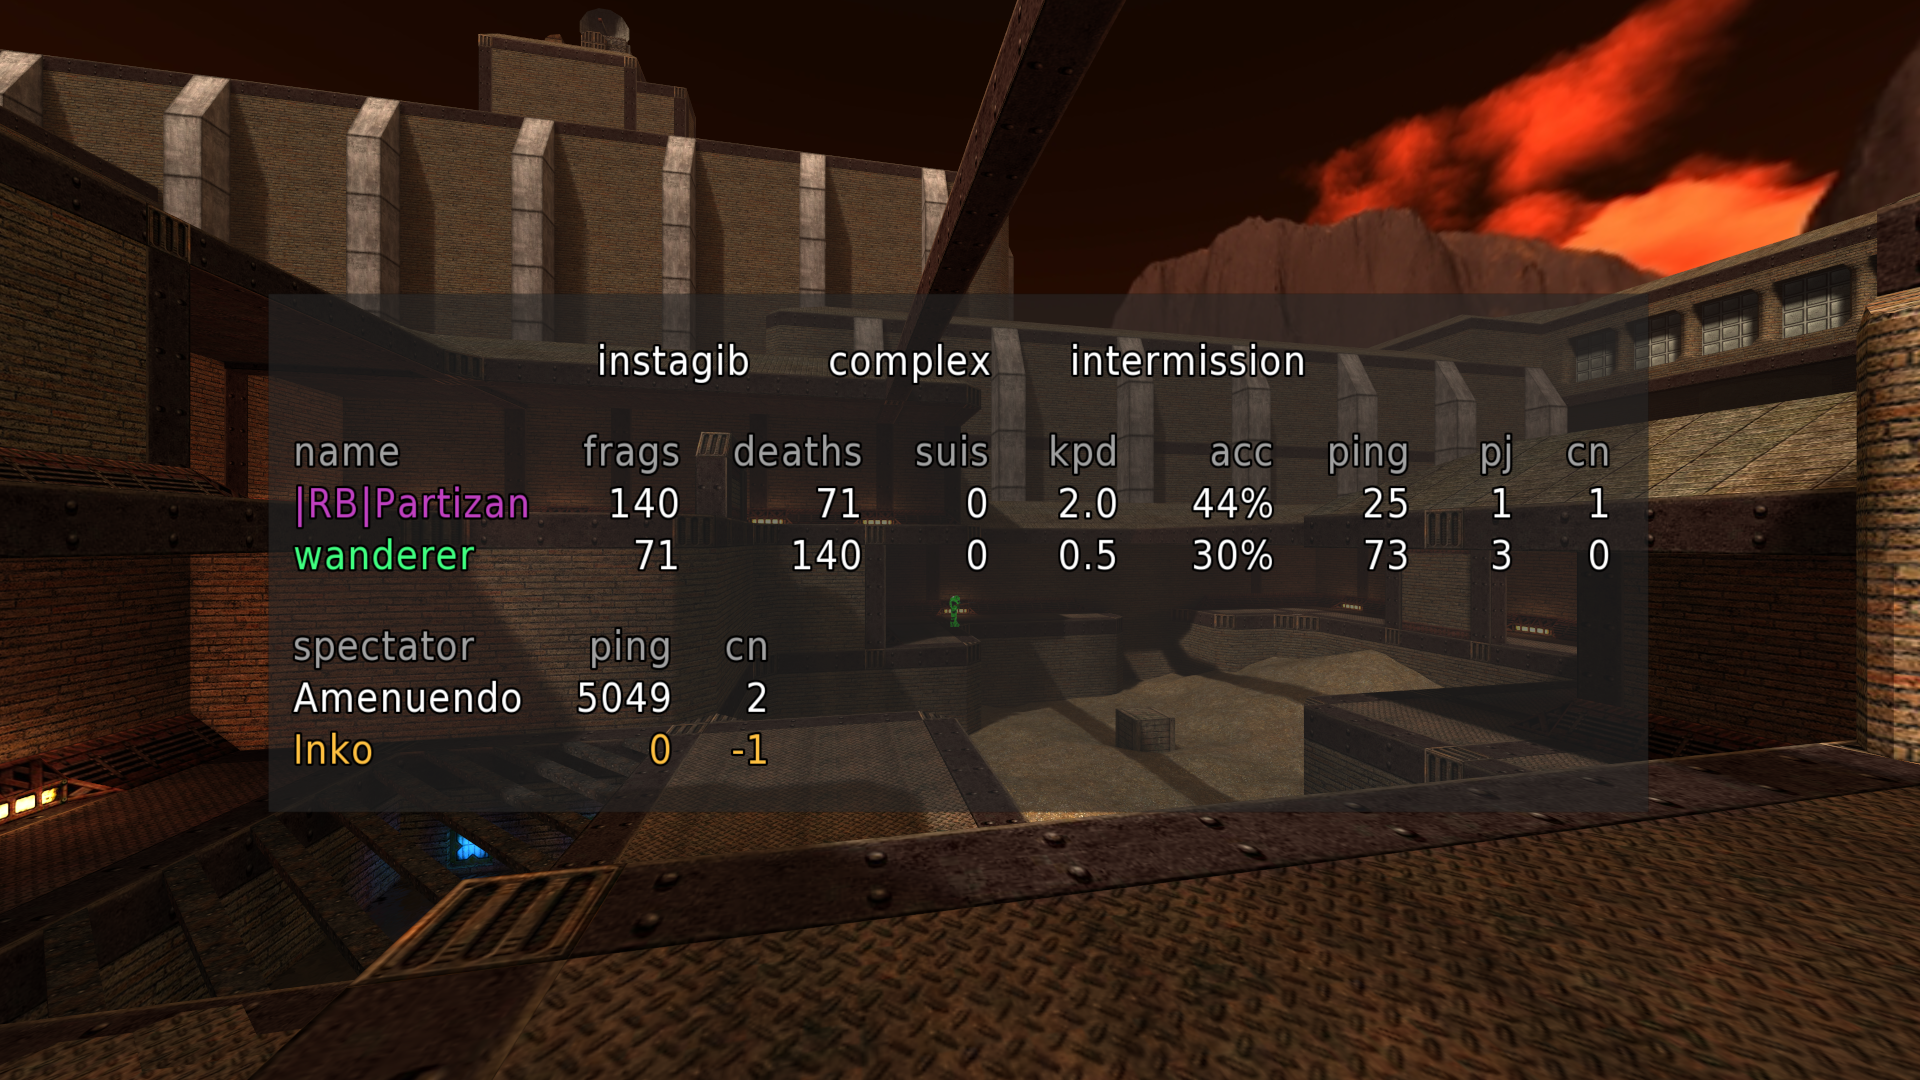 instagib complex intermission
name frags deaths suis kpd acc ping pj cn
|RB|Partizan 140 71 0 2.0 44% 25 1 1
wanderer 71 140 0 0.5 30% 73 3 0
spectator ping cn
Amenuendo 5049 2
Inko 0 -1